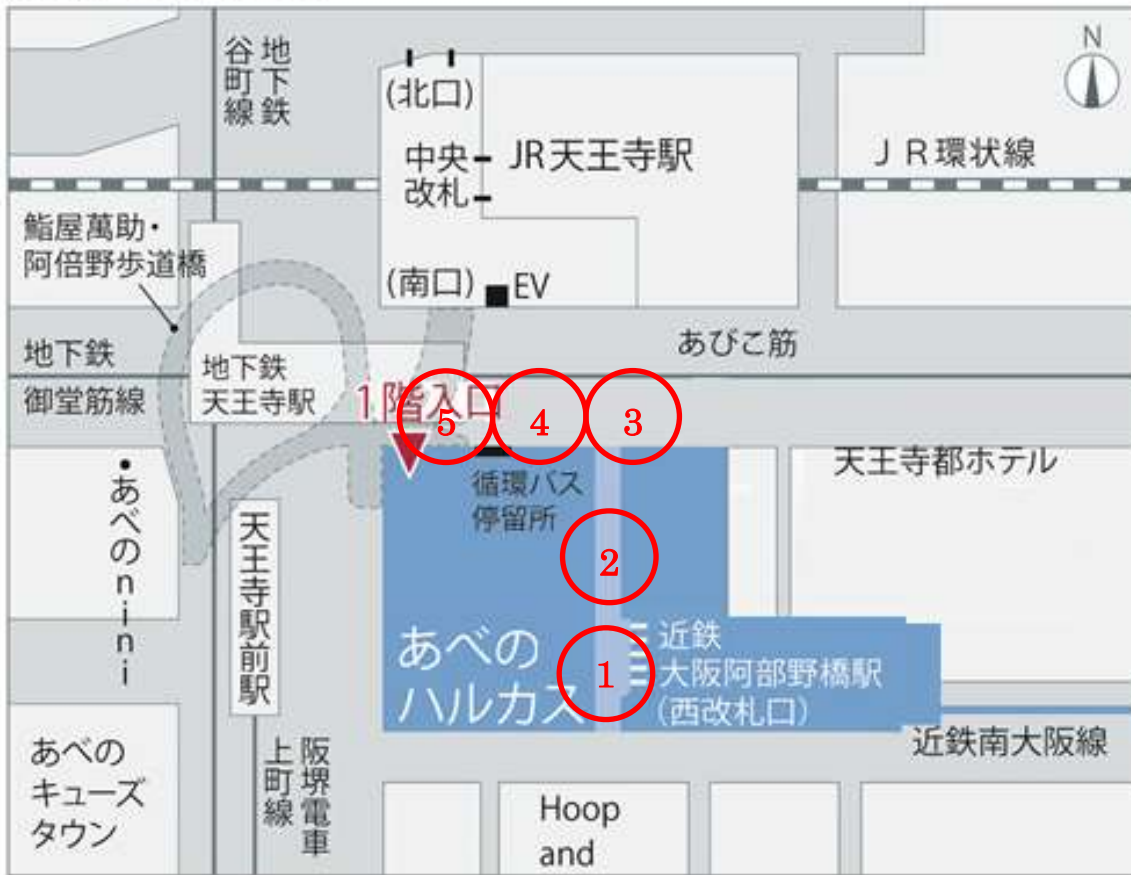 地下鉄
谷町線
(北口)
中央
改札
JR天王寺駅
N
JR環状線
鮨屋萬助・
阿倍野歩道橋
(南口)
EV
あびこ筋
地下鉄
御堂筋線
地下鉄
天王寺駅
1階入口
5
4
3
循環バス
停留所
天王寺都ホテル
•あべのnini
天王寺駅前駅
2
あべの
ハルカス
1
近鉄
大阪阿部野橋駅
(西改札口)
近鉄南大阪線
あべの
キューズ
タウン
阪堺電車
上町線
Hoop
and